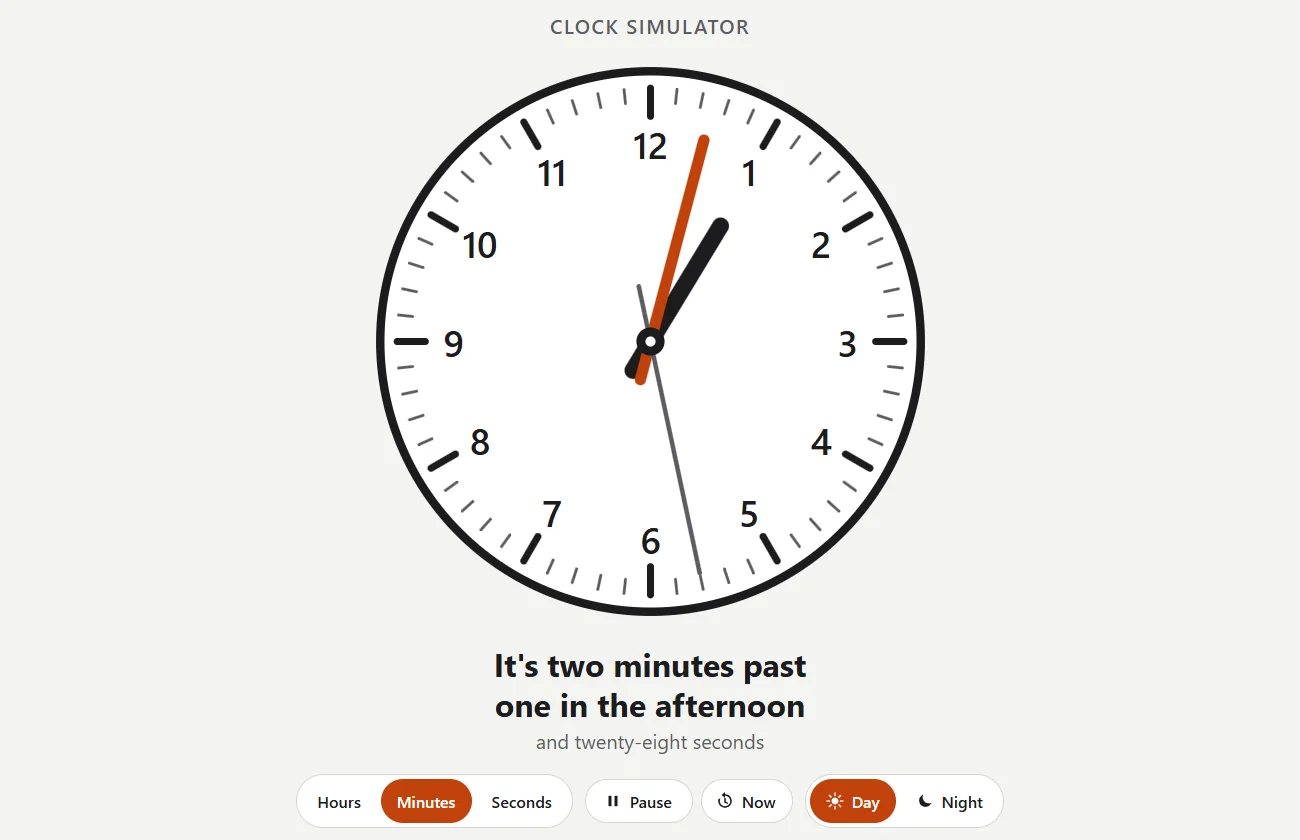 CLOCK SIMULATOR
12
11
1
10
2
9
3
8
4
7
5
6
It's two minutes past
one in the afternoon
and twenty-eight seconds
Hours Minutes Seconds Pause Now Day Night